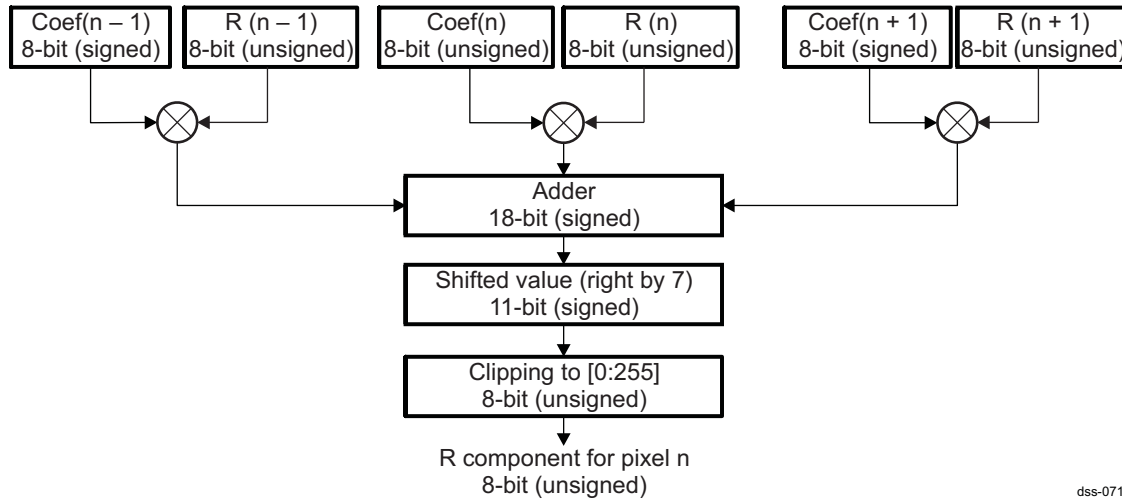 Coef(n – 1)
8-bit (signed)
R (n – 1)
8-bit (unsigned)
Coef(n)
8-bit (unsigned)
R (n)
8-bit (unsigned)
Coef(n + 1)
8-bit (signed)
R (n + 1)
8-bit (unsigned)
Adder
18-bit (signed)
Shifted value (right by 7)
11-bit (signed)
Clipping to [0:255]
8-bit (unsigned)
R component for pixel n
8-bit (unsigned)
dss-071